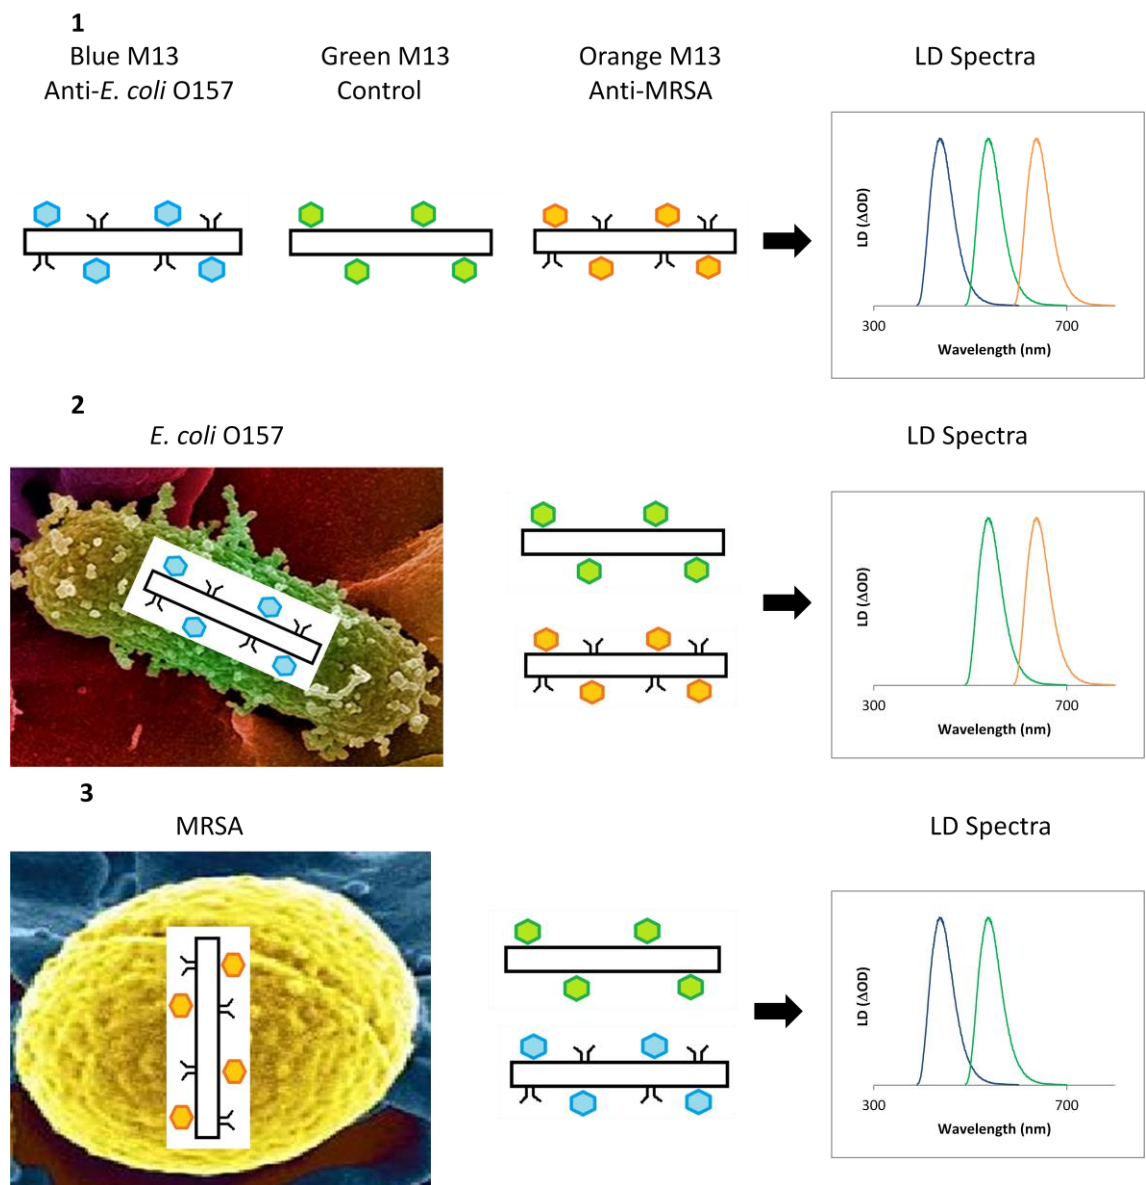 1
Blue M13
Anti-E. coli O157
Green M13
Control
Orange M13
Anti-MRSA
LD Spectra
LD (ΔOD)
300
700
Wavelength (nm)
2
E. coli O157
LD Spectra
LD (ΔOD)
300
700
Wavelength (nm)
3
MRSA
LD Spectra
LD (ΔOD)
300
700
Wavelength (nm)